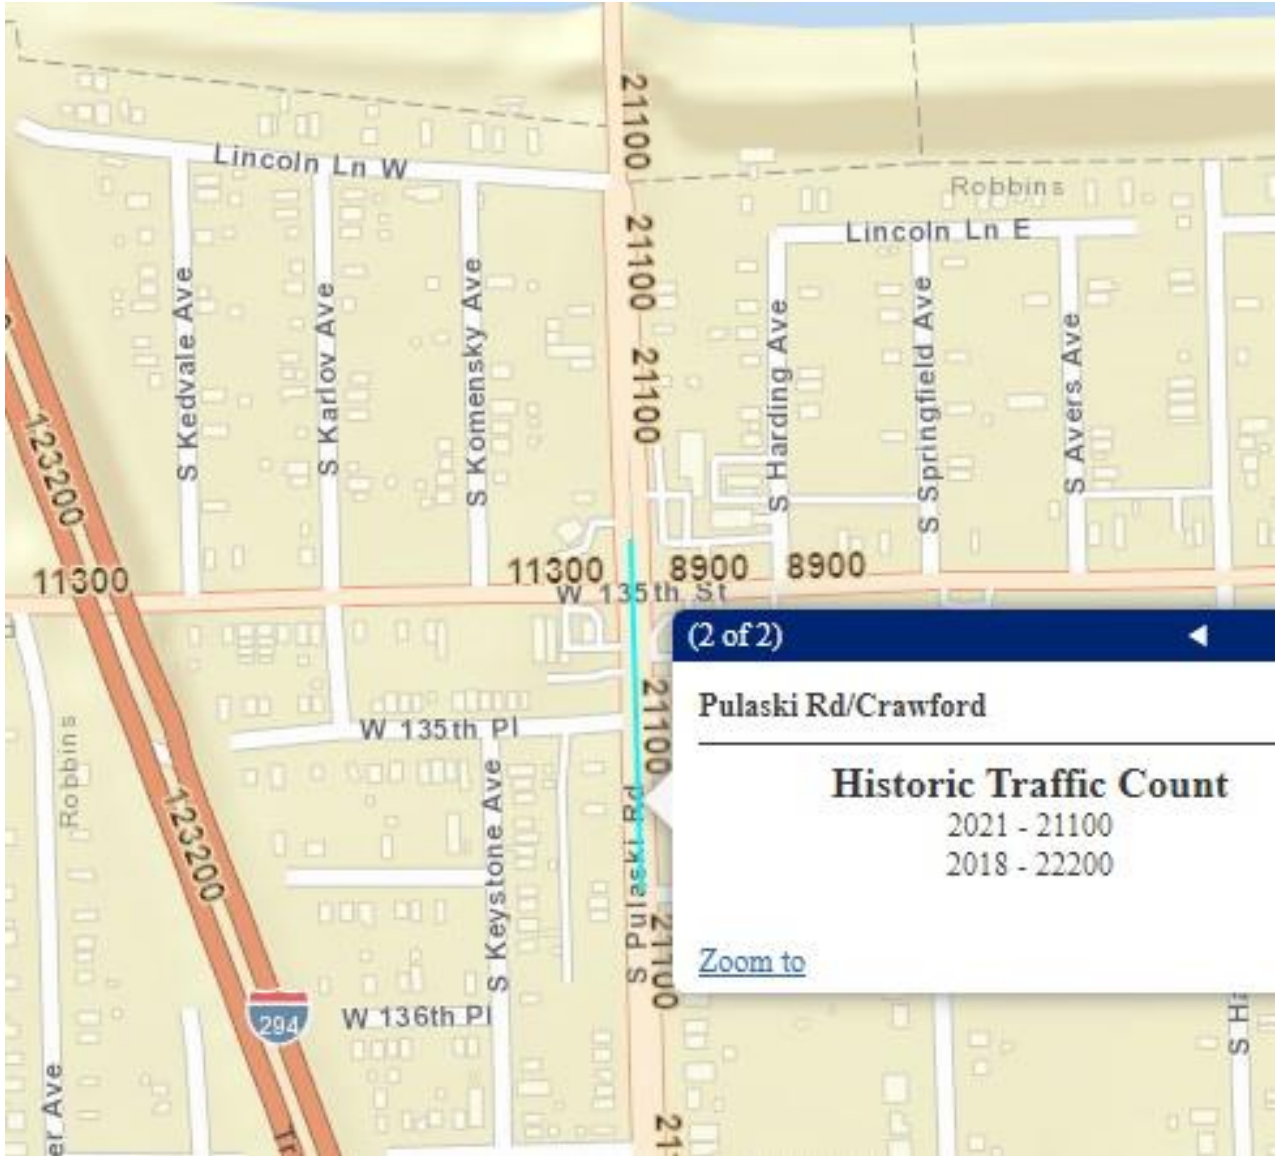 21100
Lincoln Ln W
Robbins
21100
Lincoln Ln E
S Kedvale Ave
S Karlov Ave
S Komensky Ave
21100
S Harding Ave
S Springfield Ave
S Avers Ave
123200
11300
11300
8900
8900
W 135th St
(2 of 2)
Pulaski Rd/Crawford
Historic Traffic Count
2021 - 21100
2018 - 22200
Zoom to
21100
W 135th Pl
Robbins
123200
S Keystone Ave
S Pulaski Rd
21100
294
W 136th Pl